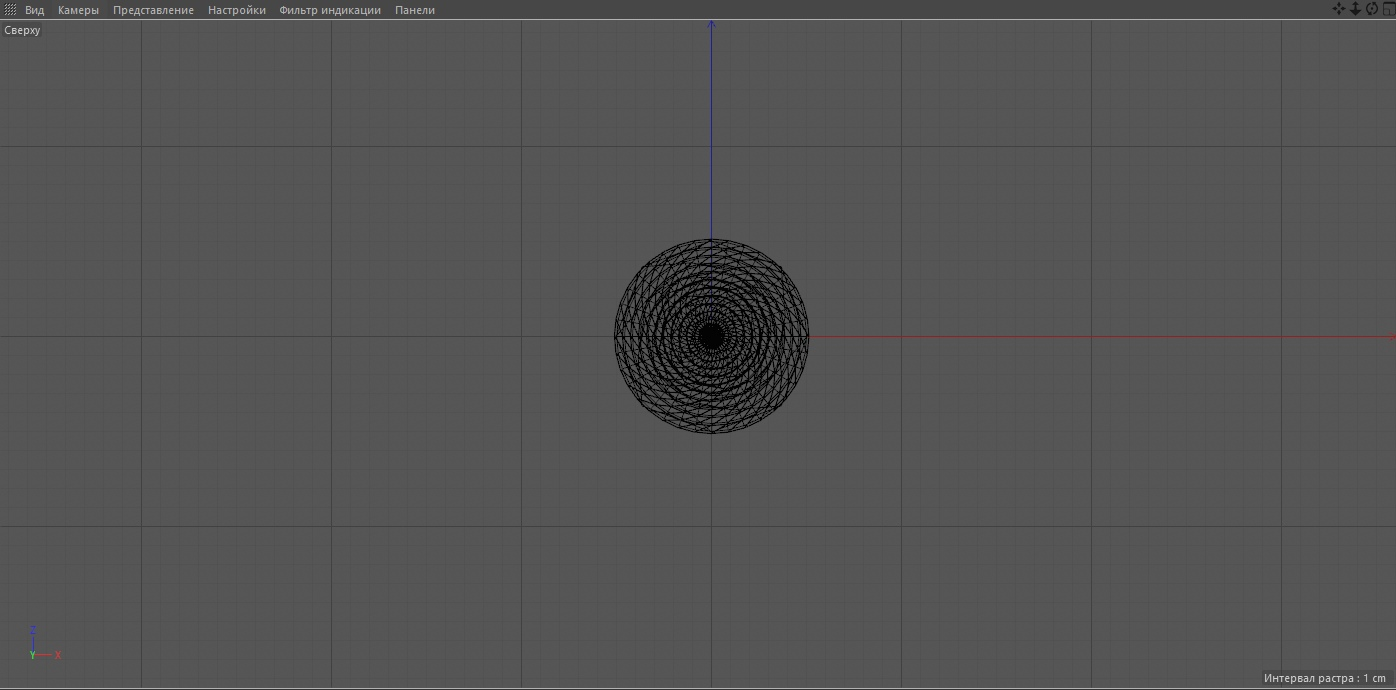 Вид Камеры Представление Настройки Фильтр индикации Панели
Сверху
Z
Y X
Интервал растра : 1 cm